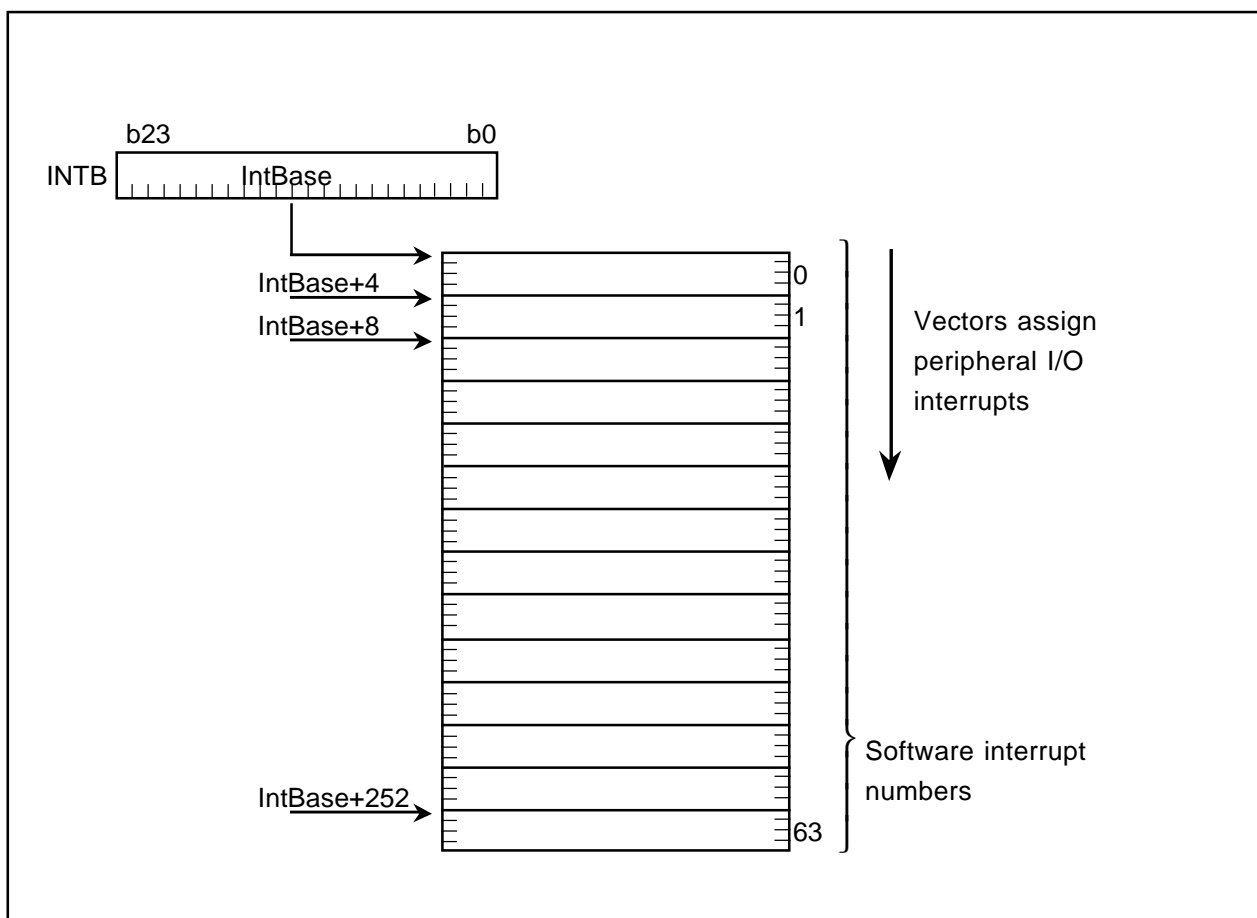 b23 b0
INTB IntBase
IntBase+4
0
IntBase+8
1
Vectors assign
peripheral I/O
interrupts
Software interrupt
numbers
IntBase+252
63